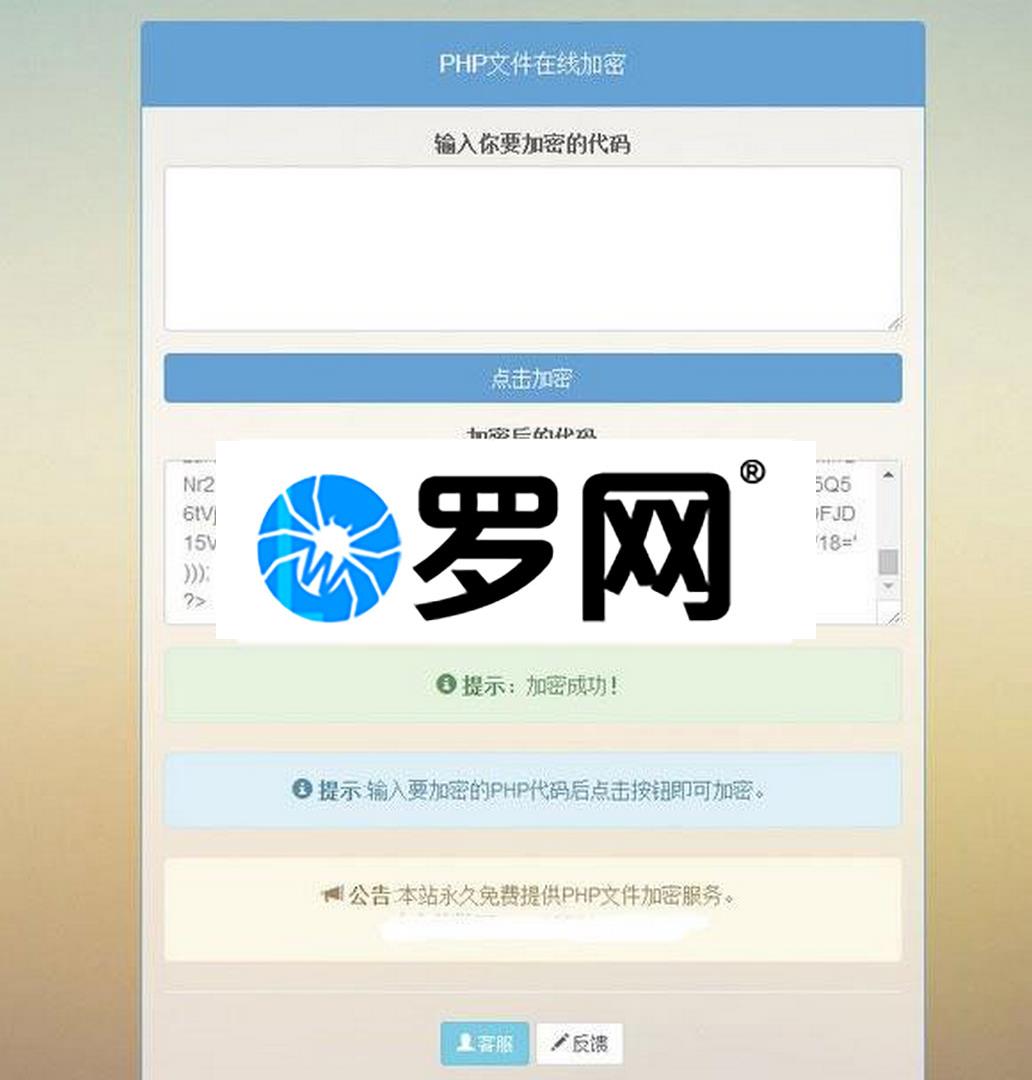 PHP文件在线加密
输入你要加密的代码
点击加密
加密后的代码
Nr2 5Q5
6tVj FJD
15V 18='
)));
?>
罗网®
提示：加密成功！
提示:输入要加密的PHP代码后点击按钮即可加密。
公告:本站永久免费提供PHP文件加密服务。
客服 反馈